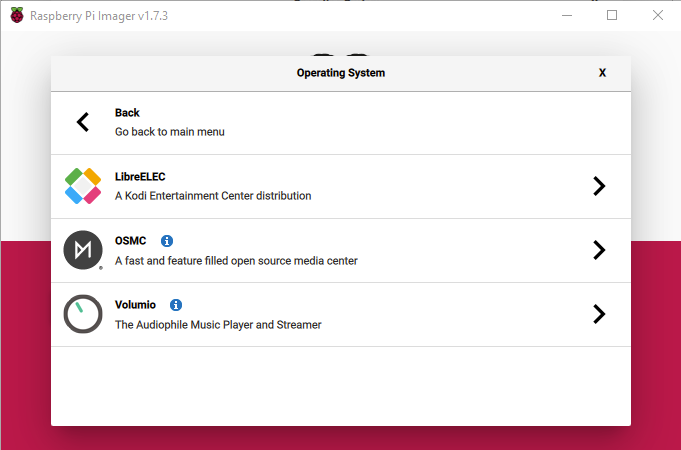 Raspberry Pi Imager v1.7.3
Operating System
X
Back
Go back to main menu
LibreELEC
A Kodi Entertainment Center distribution
OSMC
A fast and feature filled open source media center
Volumio
The Audiophile Music Player and Streamer